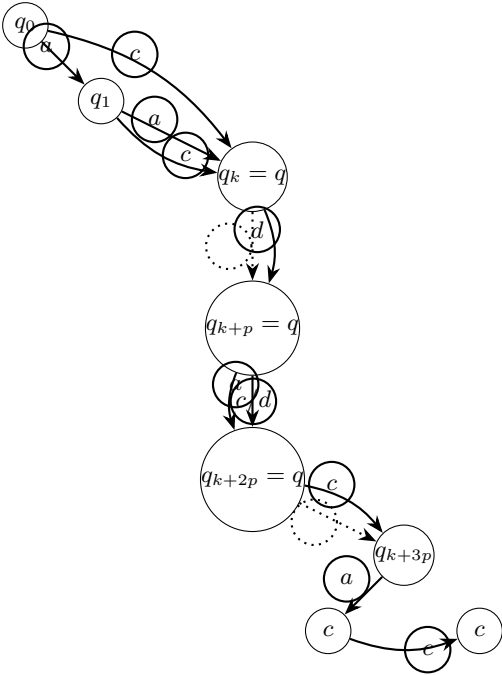 q₀
a
c
q₁
a
c
qₖ = q
d
qₖ₊ₚ = q
a
c, d
qₖ₊₂ₚ = q
c
qₖ₊₃ₚ
a
c
c
c